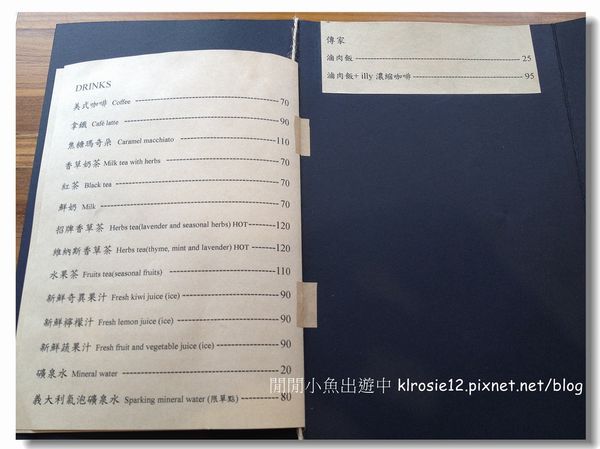 DRINKS
美式咖啡 Coffee 70
拿鐵 Café latte 90
焦糖瑪奇朵 Caramel macchiato 110
香草奶茶 Milk tea with herbs 70
紅茶 Black tea 70
鮮奶 Milk 70
招牌香草茶 Herbs tea(lavender and seasonal herbs) HOT 120
維納斯香草茶 Herbs tea(thyme, mint and lavender) HOT 120
水果茶 Fruits tea(seasonal fruits) 110
新鮮奇異果汁 Fresh kiwi juice (ice) 90
新鮮檸檬汁 Fresh lemon juice (ice) 90
新鮮蔬果汁 Fresh fruit and vegetable juice (ice) 90
礦泉水 Mineral water 20
義大利氣泡礦泉水 Sparking mineral water (限單點) 80
傳家
滷肉飯 25
滷肉飯+ illy 濃縮咖啡 95
閒閒小魚出遊中 klrosie12.pixnet.net/blog